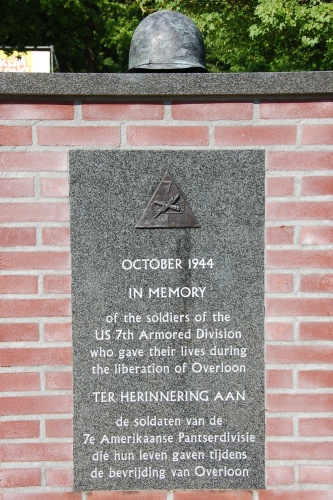 7
OCTOBER 1944
IN MEMORY
of the soldiers of the
US 7th Armored Division
who gave their lives during
the liberation of Overloon
TER HERINNERING AAN
de soldaten van de
7e Amerikaanse Pantserdivisie
die hun leven gaven tijdens
de bevrijding van Overloon